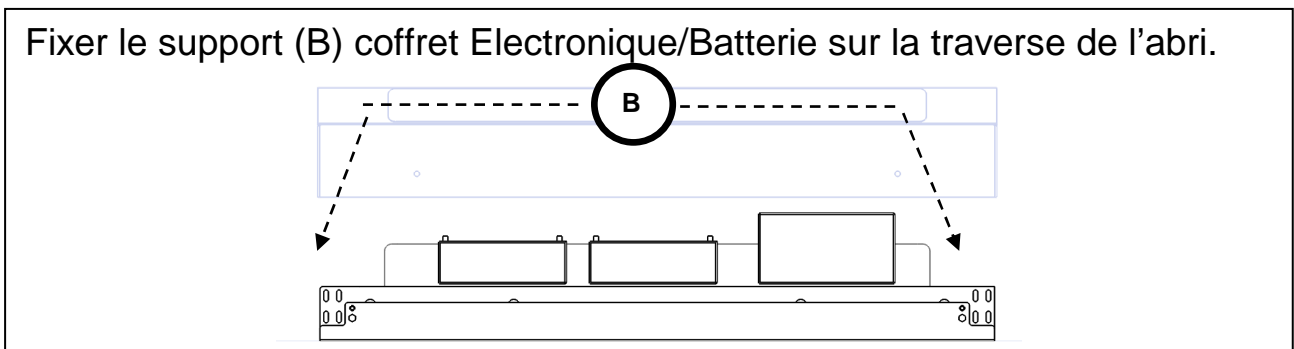 Fixer le support (B) coffret Electronique/Batterie sur la traverse de l’abri.
B